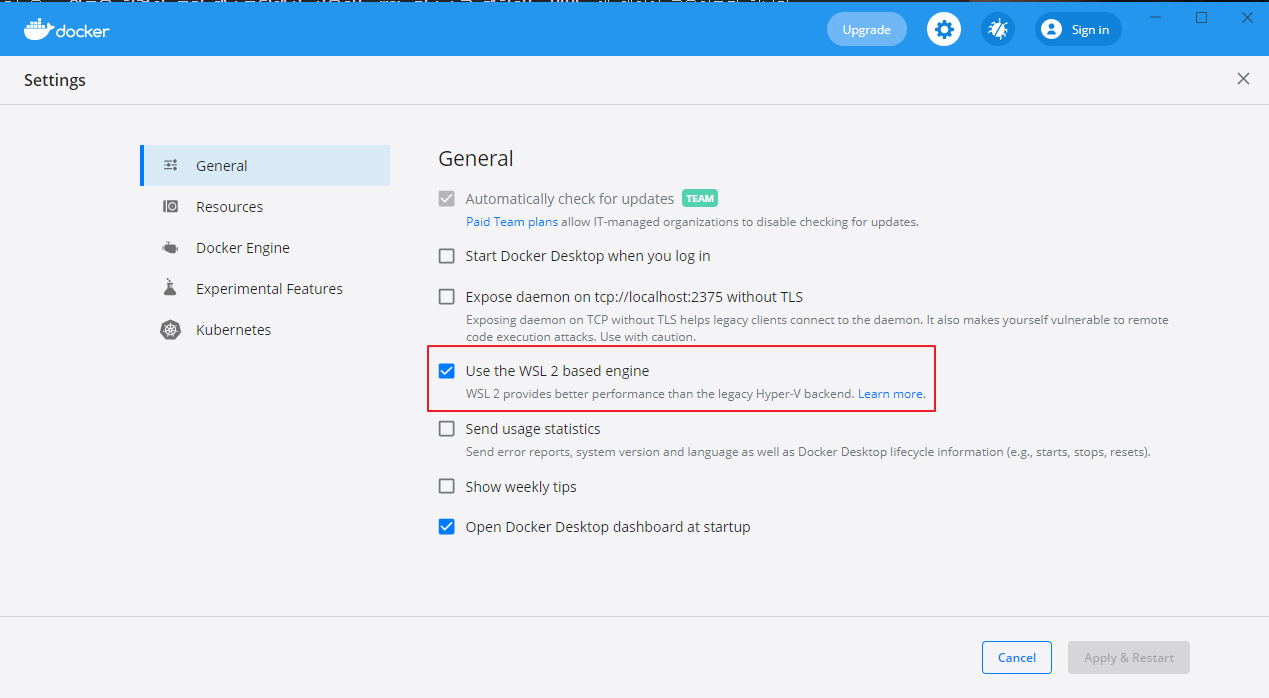 docker
Upgrade
Sign in
Settings
General
Resources
Docker Engine
Experimental Features
Kubernetes
General
Automatically check for updates TEAM
Paid Team plans allow IT-managed organizations to disable checking for updates.
Start Docker Desktop when you log in
Expose daemon on tcp://localhost:2375 without TLS
Exposing daemon on TCP without TLS helps legacy clients connect to the daemon. It also makes yourself vulnerable to remote
code execution attacks. Use with caution.
Use the WSL 2 based engine
WSL 2 provides better performance than the legacy Hyper-V backend. Learn more.
Send usage statistics
Send error reports, system version and language as well as Docker Desktop lifecycle information (e.g., starts, stops, resets).
Show weekly tips
Open Docker Desktop dashboard at startup
Cancel
Apply & Restart